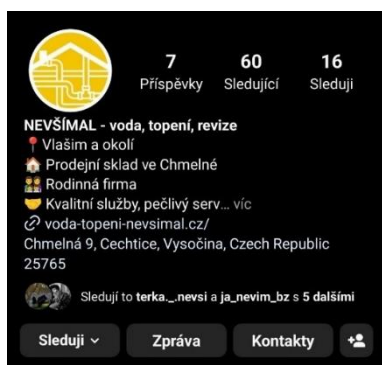 7 60 16
Příspěvky Sledující Sleduji
NEVŠÍMAL - voda, topení, revize
📍 Vlašim a okolí
🏠 Prodejní sklad ve Chmelné
👨‍👩‍👧‍👦 Rodinná firma
🤝 Kvalitní služby, pečlivý serv... víc
voda-topeni-nevsimal.cz/
Chmelná 9, Cechtice, Vysočina, Czech Republic
25765
Sledují to terka._.nevsi a ja_nevim_bz s 5 dalšími
Sleduji Zpráva Kontakty